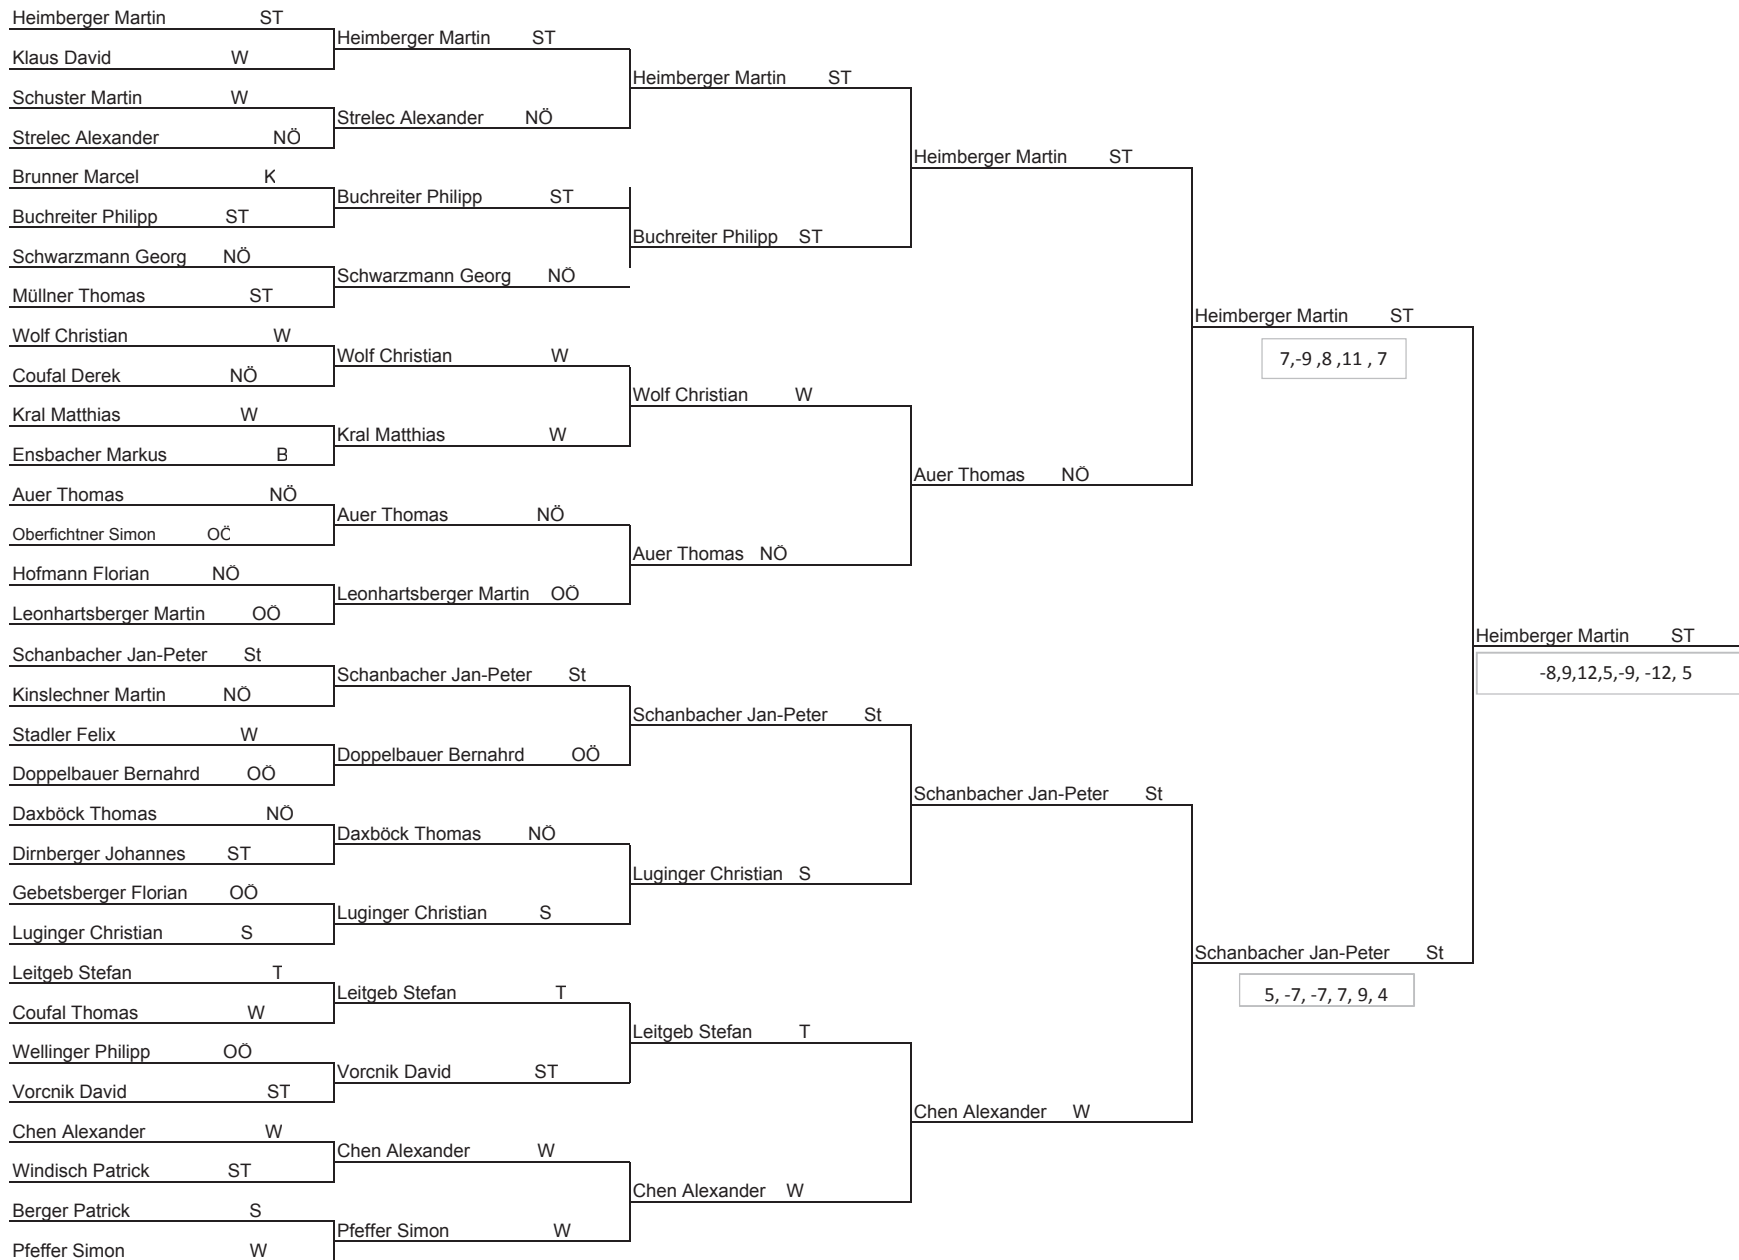 Heimberger Martin ST
Klaus David W
Schuster Martin W
Strelec Alexander NÖ
Brunner Marcel K
Buchreiter Philipp ST
Schwarzmann Georg NÖ
Müllner Thomas ST
Wolf Christian W
Coufal Derek NÖ
Kral Matthias W
Ensbacher Markus B
Auer Thomas NÖ
Oberfichtner Simon OÖ
Hofmann Florian NÖ
Leonhartsberger Martin OÖ
Schanbacher Jan-Peter St
Kinslechner Martin NÖ
Stadler Felix W
Doppelbauer Bernahrd OÖ
Daxböck Thomas NÖ
Dirnberger Johannes ST
Gebetsberger Florian OÖ
Luginger Christian S
Leitgeb Stefan T
Coufal Thomas W
Wellinger Philipp OÖ
Vorcnik David ST
Chen Alexander W
Windisch Patrick ST
Berger Patrick S
Pfeffer Simon W
Heimberger Martin ST
Strelec Alexander NÖ
Buchreiter Philipp ST
Schwarzmann Georg NÖ
Wolf Christian W
Kral Matthias W
Auer Thomas NÖ
Leonhartsberger Martin OÖ
Schanbacher Jan-Peter St
Doppelbauer Bernahrd OÖ
Daxböck Thomas NÖ
Luginger Christian S
Leitgeb Stefan T
Vorcnik David ST
Chen Alexander W
Pfeffer Simon W
Heimberger Martin ST
Buchreiter Philipp ST
Wolf Christian W
Auer Thomas NÖ
Schanbacher Jan-Peter St
Luginger Christian S
Leitgeb Stefan T
Chen Alexander W
Heimberger Martin ST
Auer Thomas NÖ
Schanbacher Jan-Peter St
Chen Alexander W
Heimberger Martin ST
7,-9 ,8 ,11 , 7
Schanbacher Jan-Peter St
5, -7, -7, 7, 9, 4
Heimberger Martin ST
-8,9,12,5,-9, -12, 5